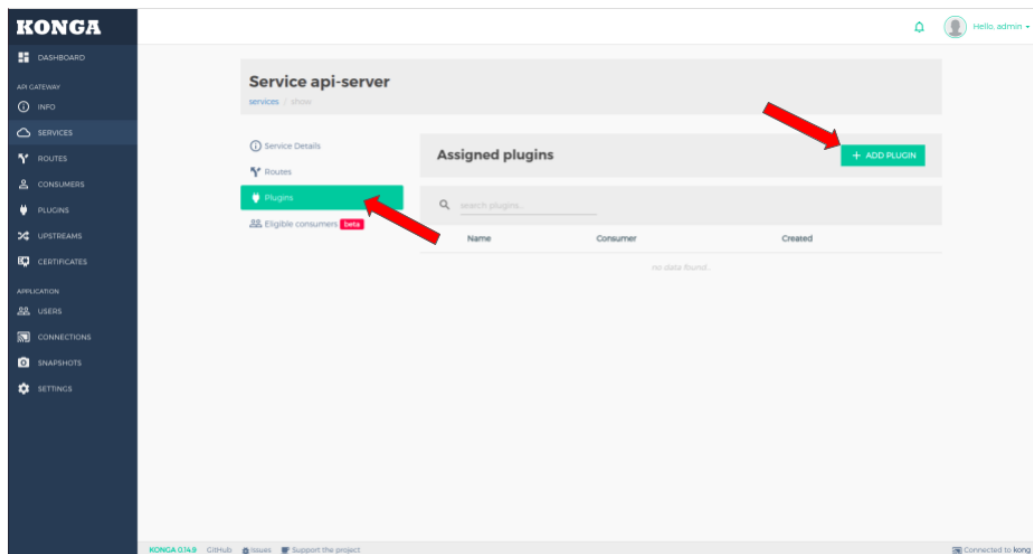 KONGA
Hello, admin
DASHBOARD
API GATEWAY
INFO
SERVICES
ROUTES
CONSUMERS
PLUGINS
UPSTREAMS
CERTIFICATES
APPLICATION
USERS
CONNECTIONS
SNAPSHOTS
SETTINGS
Service api-server
services / show
Service Details
Routes
Plugins
Eligible consumers beta
Assigned plugins
+ ADD PLUGIN
search plugins...
Name Consumer Created
no data found...
KONGA 0.14.9 GitHub Issues Support the project
Connected to kong